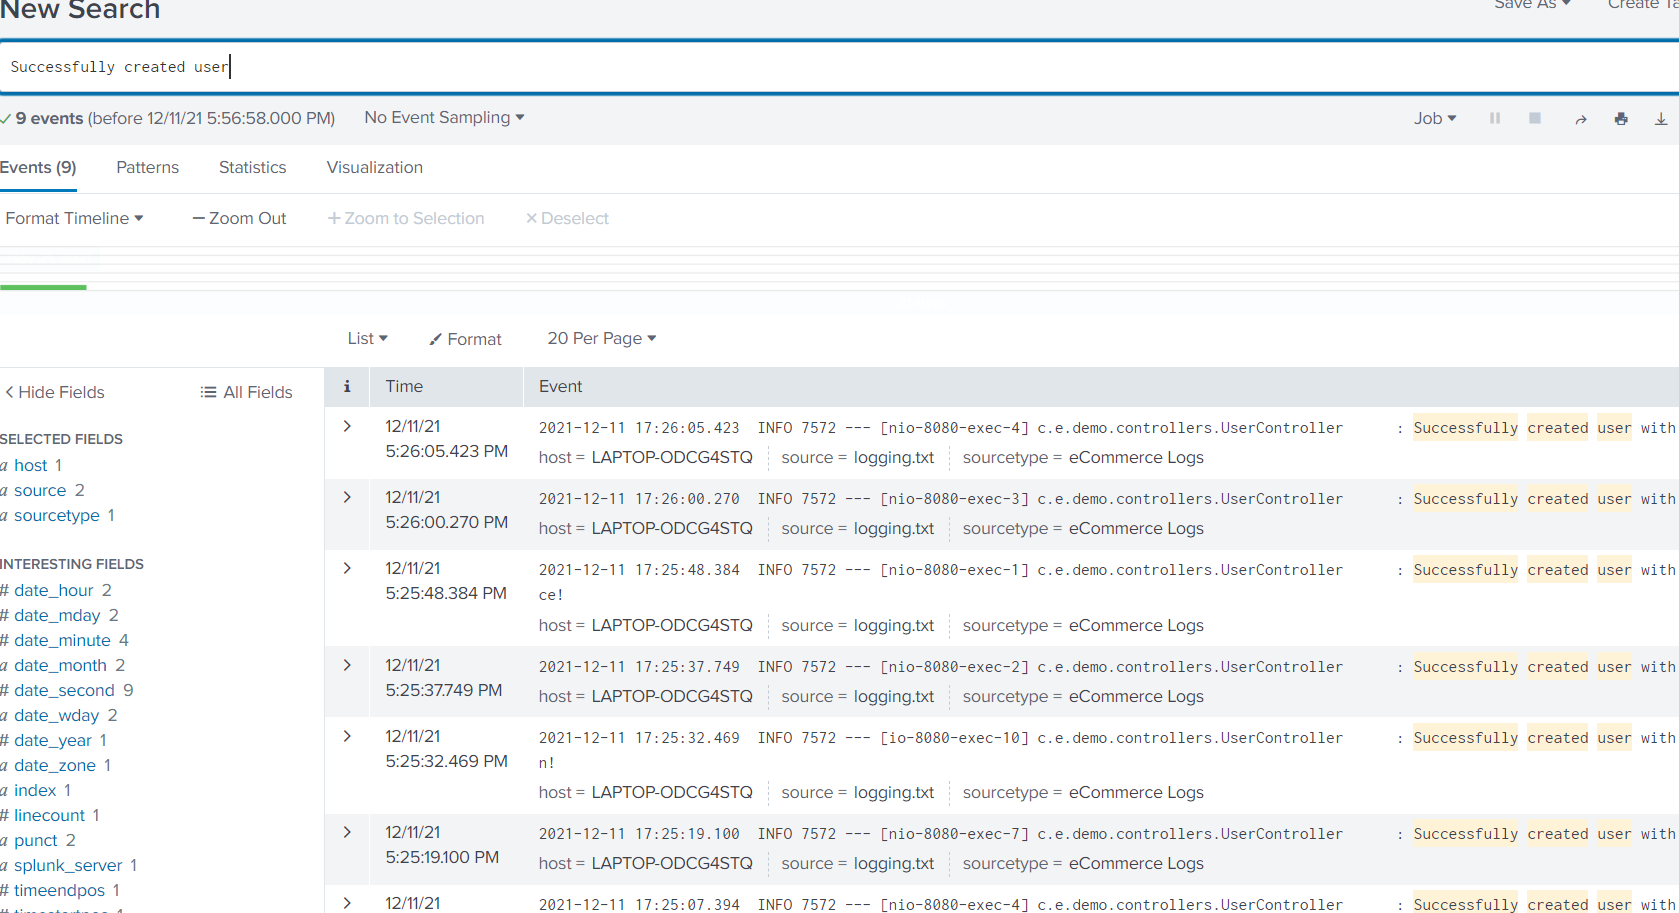 New Search
Save As
Create Ta
Successfully created user
9 events (before 12/11/21 5:56:58.000 PM)
No Event Sampling
Job
Events (9)
Patterns
Statistics
Visualization
Format Timeline
— Zoom Out
+ Zoom to Selection
× Deselect
List
Format
20 Per Page
< Hide Fields
All Fields
i
Time
Event
SELECTED FIELDS
a host 1
a source 2
a sourcetype 1
INTERESTING FIELDS
# date_hour 2
# date_mday 2
# date_minute 4
a date_month 2
# date_second 9
a date_wday 2
# date_year 1
a date_zone 1
a index 1
# linecount 1
a punct 2
a splunk_server 1
# timeendpos 1
# timestartpos 1
> 12/11/21
5:26:05.423 PM
2021-12-11 17:26:05.423 INFO 7572 --- [nio-8080-exec-4] c.e.demo.controllers.UserController : Successfully created user with
host = LAPTOP-ODCG4STQ source = logging.txt sourcetype = eCommerce Logs
> 12/11/21
5:26:00.270 PM
2021-12-11 17:26:00.270 INFO 7572 --- [nio-8080-exec-3] c.e.demo.controllers.UserController : Successfully created user with
host = LAPTOP-ODCG4STQ source = logging.txt sourcetype = eCommerce Logs
> 12/11/21
5:25:48.384 PM
2021-12-11 17:25:48.384 INFO 7572 --- [nio-8080-exec-1] c.e.demo.controllers.UserController : Successfully created user with
ce!
host = LAPTOP-ODCG4STQ source = logging.txt sourcetype = eCommerce Logs
> 12/11/21
5:25:37.749 PM
2021-12-11 17:25:37.749 INFO 7572 --- [nio-8080-exec-2] c.e.demo.controllers.UserController : Successfully created user with
host = LAPTOP-ODCG4STQ source = logging.txt sourcetype = eCommerce Logs
> 12/11/21
5:25:32.469 PM
2021-12-11 17:25:32.469 INFO 7572 --- [io-8080-exec-10] c.e.demo.controllers.UserController : Successfully created user with
n!
host = LAPTOP-ODCG4STQ source = logging.txt sourcetype = eCommerce Logs
> 12/11/21
5:25:19.100 PM
2021-12-11 17:25:19.100 INFO 7572 --- [nio-8080-exec-7] c.e.demo.controllers.UserController : Successfully created user with
host = LAPTOP-ODCG4STQ source = logging.txt sourcetype = eCommerce Logs
> 12/11/21
2021-12-11 17:25:07.394 INFO 7572 --- [nio-8080-exec-4] c.e.demo.controllers.UserController : Successfully created user with